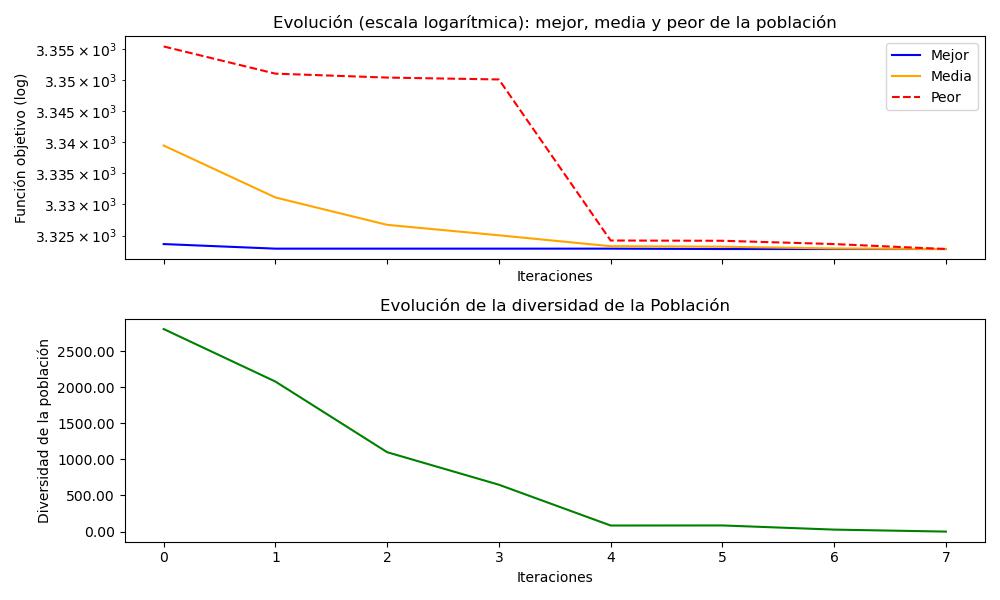 Evolución (escala logarítmica): mejor, media y peor de la población
Función objetivo (log)
3.355 × 10³
3.35 × 10³
3.345 × 10³
3.34 × 10³
3.335 × 10³
3.33 × 10³
3.325 × 10³
Mejor
Media
Peor
Iteraciones
Evolución de la diversidad de la Población
Diversidad de la población
2500.00
2000.00
1500.00
1000.00
500.00
0.00
0 1 2 3 4 5 6 7
Iteraciones